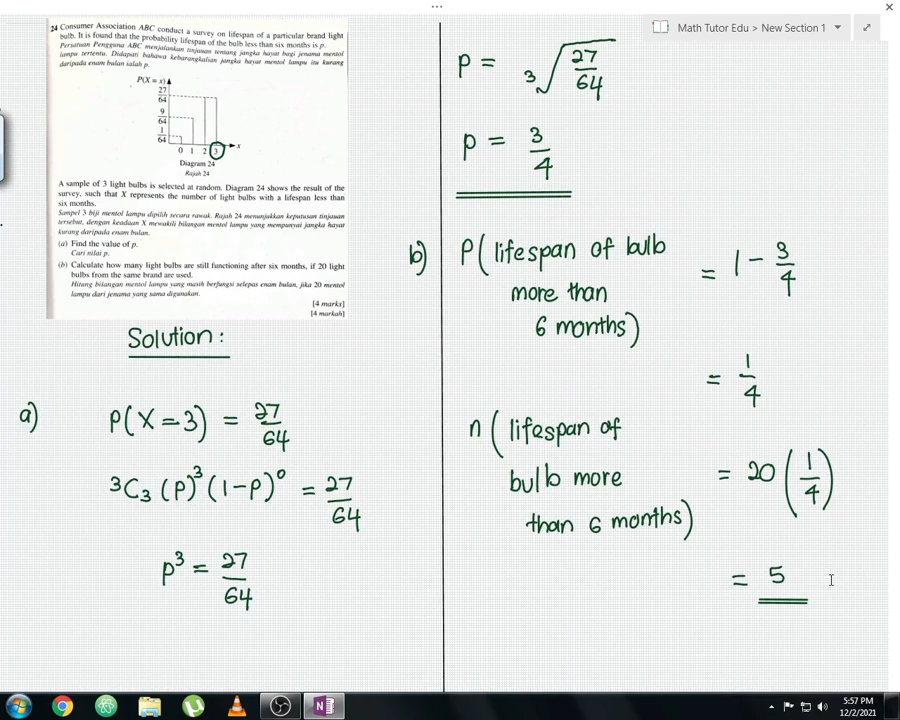 Math Tutor Edu > New Section 1
24 Consumer Association ABC conduct a survey on lifespan of a particular brand light
bulb. It is found that the probability lifespan of the bulb less than six months is p.
Persatuan Pengguna ABC menjalankan tinjauan tentang jangka hayat bagi jenama mentol
lampu tertentu. Didapati bahawa kebarangkalian jangka hayat mentol lampu itu kurang
daripada enam bulan ialah p.
P(X = x)
27
64
9
64
1
64
0 1 2 3 x
Diagram 24
Rajah 24
A sample of 3 light bulbs is selected at random. Diagram 24 shows the result of the
survey, such that X represents the number of light bulbs with a lifespan less than
six months.
Sampel 3 biji mentol lampu dipilih secara rawak. Rajah 24 menunjukkan keputusan tinjauan
tersebut, dengan keadaan X mewakili bilangan mentol lampu yang mempunyai jangka hayat
kurang daripada enam bulan.
(a) Find the value of p.
Cari nilai p.
(b) Calculate how many light bulbs are still functioning after six months, if 20 light
bulbs from the same brand are used.
Hitung bilangan mentol lampu yang masih berfungsi selepas enam bulan, jika 20 mentol
lampu dari jenama yang sama digunakan.
[4 marks]
[4 markah]
Solution :
a) P(X = 3) = 27/64
³C₃ (P)³ (1-P)⁰ = 27/64
p³ = 27/64
p = ³√27/64
p = 3/4
b) P( lifespan of bulb
more than
6 months) = 1 - 3/4
= 1/4
n ( lifespan of
bulb more
than 6 months) = 20 (1/4)
= 5
5:57 PM
12/2/2021